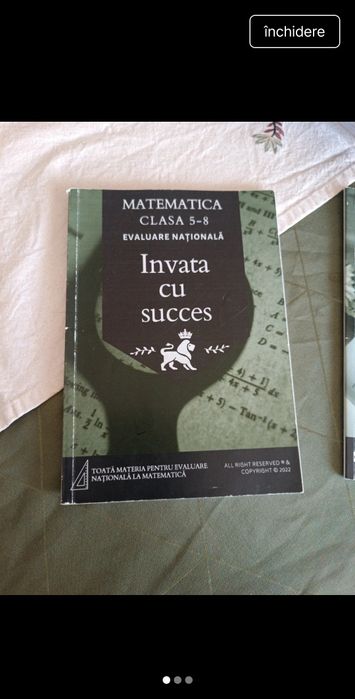 închidere
MATEMATICA
CLASA 5-8
EVALUARE NAȚIONALĂ
Invata
cu
succes
TOATĂ MATERIA PENTRU EVALUARE
NAȚIONALĂ LA MATEMATICĂ
ALL RIGHT RESERVED ® &
COPYRIGHT © 2022